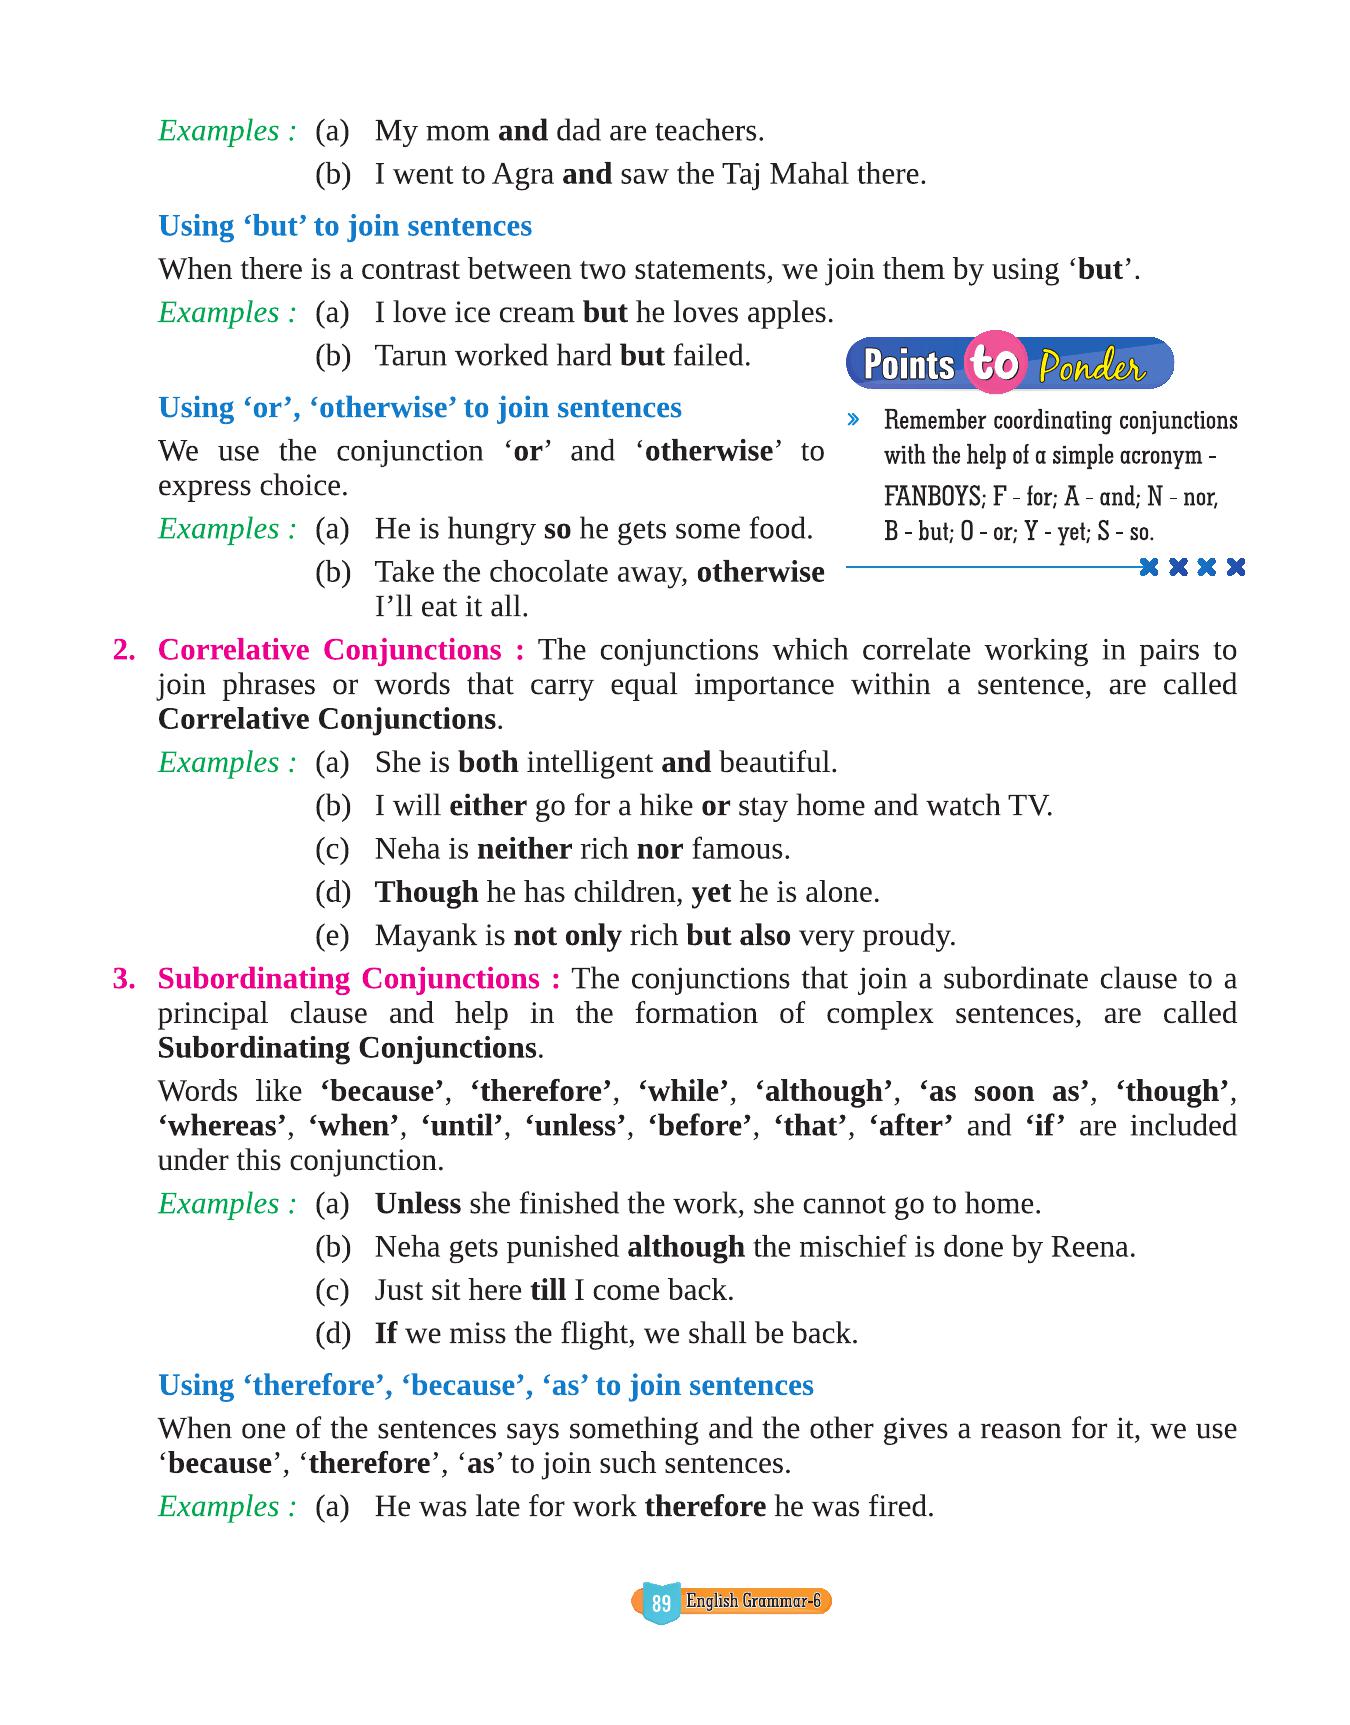 Examples : (a) My mom and dad are teachers.
(b) I went to Agra and saw the Taj Mahal there.
Using ‘but’ to join sentences
When there is a contrast between two statements, we join them by using ‘but’.
Examples : (a) I love ice cream but he loves apples.
(b) Tarun worked hard but failed.
Using ‘or’, ‘otherwise’ to join sentences
We use the conjunction ‘or’ and ‘otherwise’ to
express choice.
Examples : (a) He is hungry so he gets some food.
(b) Take the chocolate away, otherwise
I’ll eat it all.
Points to Ponder
» Remember coordinating conjunctions
with the help of a simple acronym -
FANBOYS; F - for; A - and; N - nor,
B - but; O - or; Y - yet; S - so.
2. Correlative Conjunctions : The conjunctions which correlate working in pairs to
join phrases or words that carry equal importance within a sentence, are called
Correlative Conjunctions.
Examples : (a) She is both intelligent and beautiful.
(b) I will either go for a hike or stay home and watch TV.
(c) Neha is neither rich nor famous.
(d) Though he has children, yet he is alone.
(e) Mayank is not only rich but also very proudy.
3. Subordinating Conjunctions : The conjunctions that join a subordinate clause to a
principal clause and help in the formation of complex sentences, are called
Subordinating Conjunctions.
Words like ‘because’, ‘therefore’, ‘while’, ‘although’, ‘as soon as’, ‘though’,
‘whereas’, ‘when’, ‘until’, ‘unless’, ‘before’, ‘that’, ‘after’ and ‘if’ are included
under this conjunction.
Examples : (a) Unless she finished the work, she cannot go to home.
(b) Neha gets punished although the mischief is done by Reena.
(c) Just sit here till I come back.
(d) If we miss the flight, we shall be back.
Using ‘therefore’, ‘because’, ‘as’ to join sentences
When one of the sentences says something and the other gives a reason for it, we use
‘because’, ‘therefore’, ‘as’ to join such sentences.
Examples : (a) He was late for work therefore he was fired.
89 English Grammar-6